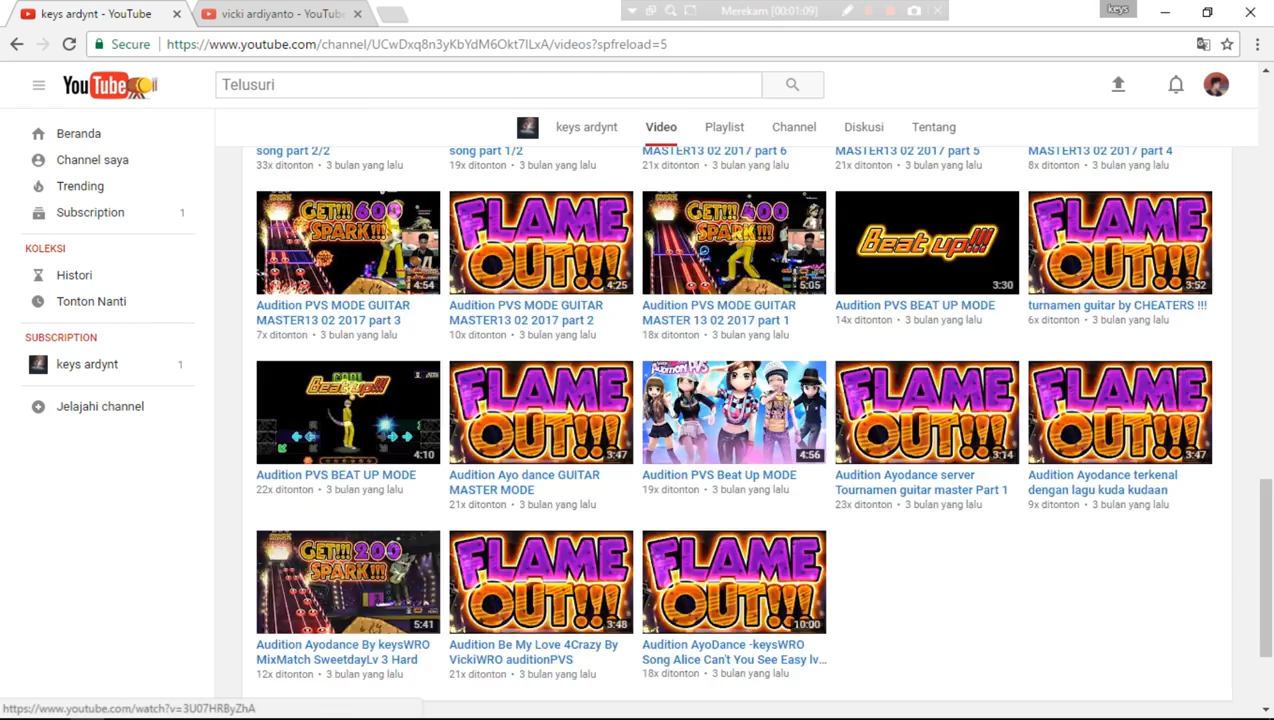 keys ardynt - YouTube
vicki ardiyanto - YouTube
Merekam [00:01:09]
keys
Secure
https://www.youtube.com/channel/UCwDxq8n3yKbYdM6Okt7ILxA/videos?spfreload=5
YouTube
Telusuri
keys ardynt
Video
Playlist
Channel
Diskusi
Tentang
Beranda
Channel saya
Trending
Subscription 1
KOLEKSI
Histori
Tonton Nanti
SUBSCRIPTION
keys ardynt 1
Jelajahi channel
song part 2/2
33x ditonton • 3 bulan yang lalu
song part 1/2
19x ditonton • 3 bulan yang lalu
MASTER13 02 2017 part 6
21x ditonton • 3 bulan yang lalu
MASTER13 02 2017 part 5
21x ditonton • 3 bulan yang lalu
MASTER13 02 2017 part 4
8x ditonton • 3 bulan yang lalu
GET!!! 600
SPARK!!!
4:54
Audition PVS MODE GUITAR
MASTER13 02 2017 part 3
7x ditonton • 3 bulan yang lalu
FLAME
OUT!!!
4:25
Audition PVS MODE GUITAR
MASTER13 02 2017 part 2
10x ditonton • 3 bulan yang lalu
GET!!! 400
SPARK!!!
5:05
Audition PVS MODE GUITAR
MASTER 13 02 2017 part 1
18x ditonton • 3 bulan yang lalu
Beat up!!!
3:30
Audition PVS BEAT UP MODE
14x ditonton • 3 bulan yang lalu
FLAME
OUT!!!
3:52
turnamen guitar by CHEATERS !!!
6x ditonton • 3 bulan yang lalu
Beat up!!!
4:10
Audition PVS BEAT UP MODE
22x ditonton • 3 bulan yang lalu
FLAME
OUT!!!
3:47
Audition Ayo dance GUITAR
MASTER MODE
21x ditonton • 3 bulan yang lalu
4:56
Audition PVS Beat Up MODE
19x ditonton • 3 bulan yang lalu
FLAME
OUT!!!
3:14
Audition Ayodance server
Tournamen guitar master Part 1
23x ditonton • 3 bulan yang lalu
FLAME
OUT!!!
3:47
Audition Ayodance terkenal
dengan lagu kuda kudaan
9x ditonton • 3 bulan yang lalu
GET!!! 200
SPARK!!!
5:41
Audition Ayodance By keysWRO
MixMatch SweetdayLv 3 Hard
12x ditonton • 3 bulan yang lalu
FLAME
OUT!!!
3:48
Audition Be My Love 4Crazy By
VickiWRO auditionPVS
21x ditonton • 3 bulan yang lalu
FLAME
OUT!!!
10:00
Audition AyoDance -keysWRO
Song Alice Can't You See Easy lv...
18x ditonton • 3 bulan yang lalu
https://www.youtube.com/watch?v=3U07HRByZhA